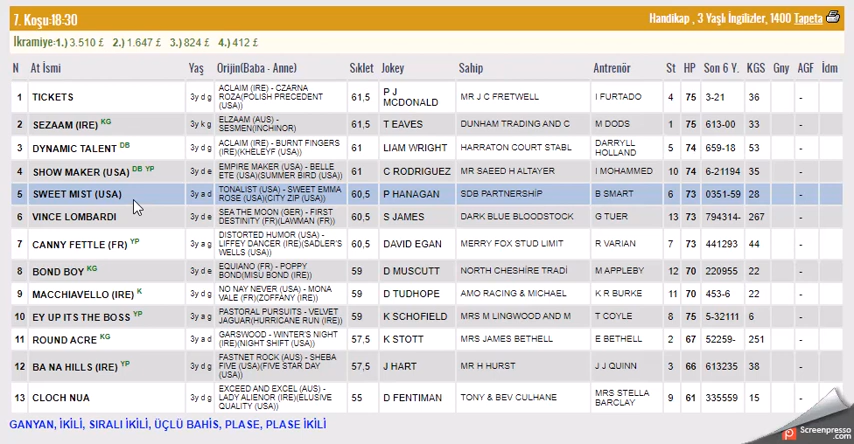 7. Koşu:18-30
Handikap , 3 Yaşlı İngilizler, 1400 Tapeta
İkramiye:1.) 3.510 £ 2.) 1.647 £ 3.) 824 £ 4.) 412 £
N At İsmi Yaş Orijin(Baba - Anne) Sıklet Jokey Sahip Antrenör St HP Son 6 Y. KGS Gny AGF İdm
1 TICKETS 3y d g ACLAIM (IRE) - CZARNA ROZA(POLISH PRECEDENT (USA)) 61,5 P J MCDONALD MR J C FRETWELL I FURTADO 4 75 3-21 36 -
2 SEZAAM (IRE) KG 3y k g ELZAAM (AUS) - SESMEN(INCHINOR) 61,5 T EAVES DUNHAM TRADING AND C M DODS 1 75 613-00 33 -
3 DYNAMIC TALENT DB 3y d g ACLAIM (IRE) - BURNT FINGERS (IRE)(KHELEYF (USA)) 61 LIAM WRIGHT HARRATON COURT STABL DARRYLL HOLLAND 5 74 659-18 53 -
4 SHOW MAKER (USA) DB YP 3y d e EMPIRE MAKER (USA) - BELLE ETE (USA)(SUMMER BIRD (USA)) 61 C RODRIGUEZ MR SAEED H ALTAYER I MOHAMMED 10 74 6-21194 35 -
5 SWEET MIST (USA) 3y a d TONALIST (USA) - SWEET EMMA ROSE (USA)(CITY ZIP (USA)) 60,5 P HANAGAN SDB PARTNERSHİP B SMART 6 73 0351-59 28 -
6 VINCE LOMBARDI 3y d e SEA THE MOON (GER) - FIRST DESTINITY (FR)(LAWMAN (FR)) 60,5 S JAMES DARK BLUE BLOODSTOCK G TUER 13 73 794314- 267 -
7 CANNY FETTLE (FR) YP 3y a g DISTORTED HUMOR (USA) - LIFFEY DANCER (IRE)(SADLER'S WELLS (USA)) 60,5 DAVID EGAN MERRY FOX STUD LIMIT R VARIAN 7 73 441293 44 -
8 BOND BOY KG 3y d e EQUIANO (FR) - POPPY BOND(MISU BOND (IRE)) 59 D MUSCUTT NORTH CHESHİRE TRADİ M APPLEBY 12 70 220955 22 -
9 MACCHIAVELLO (IRE) K 3y d g NO NAY NEVER (USA) - MONA VALE (FR)(ZOFFANY (IRE)) 59 D TUDHOPE AMO RACING & MICHAEL K R BURKE 11 70 453-6 22 -
10 EY UP ITS THE BOSS YP 3y a g PASTORAL PURSUITS - VELVET JAGUAR(HURRICANE RUN (IRE)) 59 K SCHOFIELD MRS M LINGWOOD AND M T COYLE 8 75 5-32111 6 -
11 ROUND ACRE KG 3y a d GARSWOOD - WINTER'S NIGHT (IRE)(NIGHT SHIFT (USA)) 57,5 K STOTT MRS JAMES BETHELL E BETHELL 2 67 52259- 251 -
12 BA NA HILLS (IRE) YP 3y d g FASTNET ROCK (AUS) - SHEBA FIVE (USA)(FIVE STAR DAY (USA)) 57,5 J HART MR H HURST J J QUINN 3 66 613235 38 -
13 CLOCH NUA 3y d e EXCEED AND EXCEL (AUS) - LADY ALIENOR (IRE)(ELUSIVE QUALITY (USA)) 55 D FENTIMAN TONY & BEV CULHANE MRS STELLA BARCLAY 9 61 335559 15 -
GANYAN, İKİLİ, SIRALI İKİLİ, ÜÇLÜ BAHİS, PLASE, PLASE İKİLİ
Screenpresso
.com